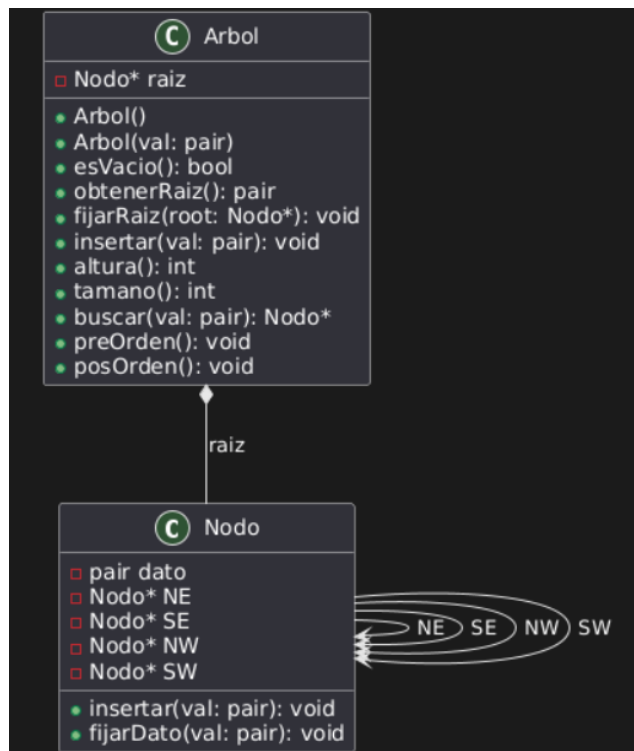 C Arbol
Nodo* raiz
Arbol()
Arbol(val: pair)
esVacio(): bool
obtenerRaiz(): pair
fijarRaiz(root: Nodo*): void
insertar(val: pair): void
altura(): int
tamano(): int
buscar(val: pair): Nodo*
preOrden(): void
posOrden(): void
raiz
C Nodo
pair dato
Nodo* NE
Nodo* SE
Nodo* NW
Nodo* SW
NE SE NW SW
insertar(val: pair): void
fijarDato(val: pair): void